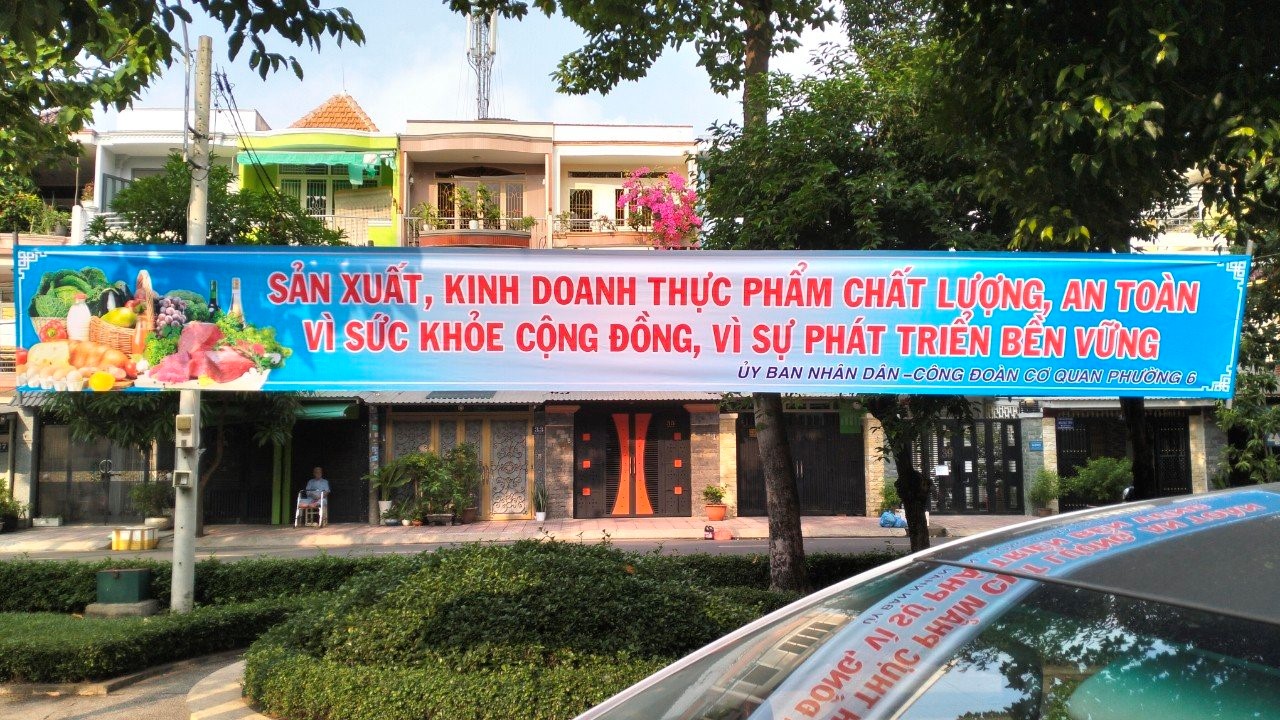 SẢN XUẤT, KINH DOANH THỰC PHẨM CHẤT LƯỢNG, AN TOÀN
VÌ SỨC KHỎE CỘNG ĐỒNG, VÌ SỰ PHÁT TRIỂN BỀN VỮNG
ỦY BAN NHÂN DÂN –CÔNG ĐOÀN CƠ QUAN PHƯỜNG 6
33